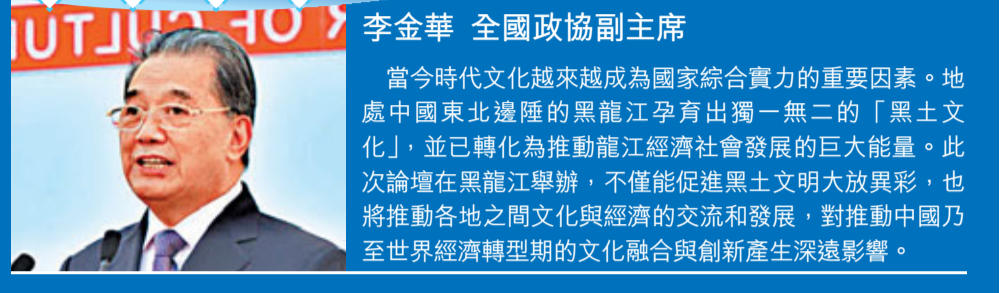 R OF CULTU
李金華 全國政協副主席
當今時代文化越來越成為國家綜合實力的重要因素。地
處中國東北邊陲的黑龍江孕育出獨一無二的「黑土文
化」，並已轉化為推動龍江經濟社會發展的巨大能量。此
次論壇在黑龍江舉辦，不僅能促進黑土文明大放異彩，也
將推動各地之間文化與經濟的交流和發展，對推動中國乃
至世界經濟轉型期的文化融合與創新產生深遠影響。